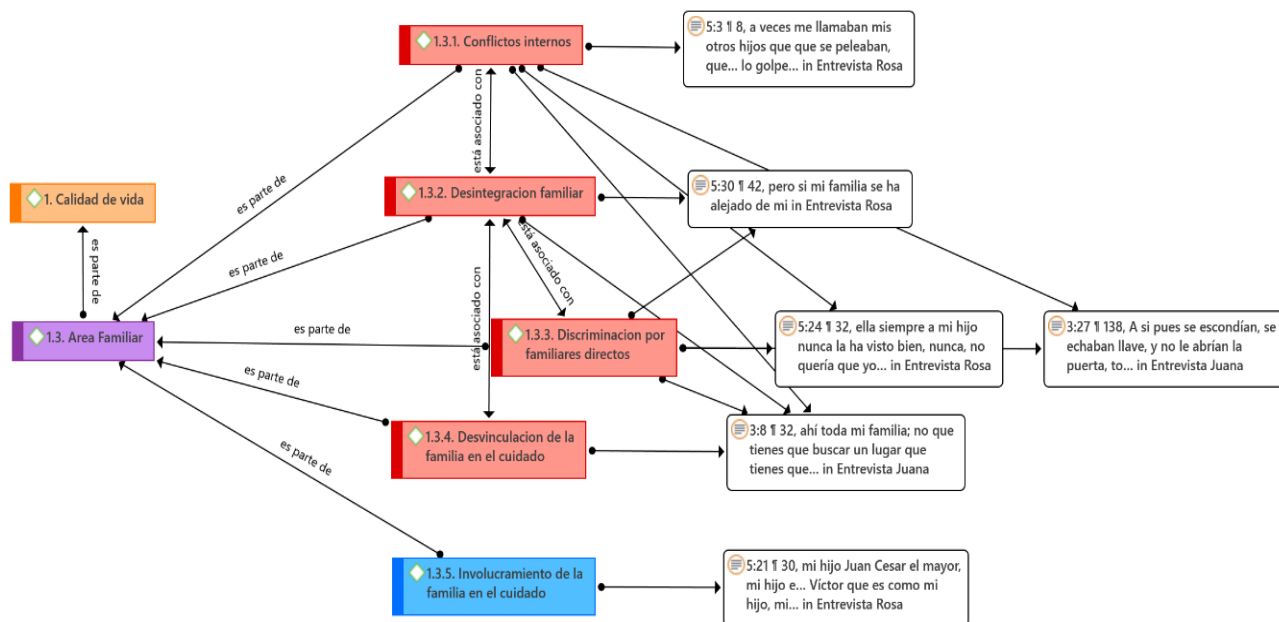 1.3.1. Conflictos internos
5:3 ¶ 8, a veces me llamaban mis
otros hijos que que se peleaban,
que... lo golpe... in Entrevista Rosa
está asociado con
es parte de
1. Calidad de vida
1.3.2. Desintegracion familiar
5:30 ¶ 42, pero si mi familia se ha
alejado de mi in Entrevista Rosa
es parte de
es parte de
está asociado con
está asociado con
1.3. Area Familiar
es parte de
1.3.3. Discriminacion por
familiares directos
5:24 ¶ 32, ella siempre a mi hijo
nunca la ha visto bien, nunca, no
quería que yo... in Entrevista Rosa
3:27 ¶ 138, A si pues se escondían, se
echaban llave, y no le abrían la
puerta, to... in Entrevista Juana
es parte de
1.3.4. Desvinculacion de la
familia en el cuidado
3:8 ¶ 32, ahí toda mi familia; no que
tienes que buscar un lugar que
tienes que... in Entrevista Juana
es parte de
1.3.5. Involucramiento de la
familia en el cuidado
5:21 ¶ 30, mi hijo Juan Cesar el mayor,
mi hijo e... Víctor que es como mi
hijo, mi... in Entrevista Rosa